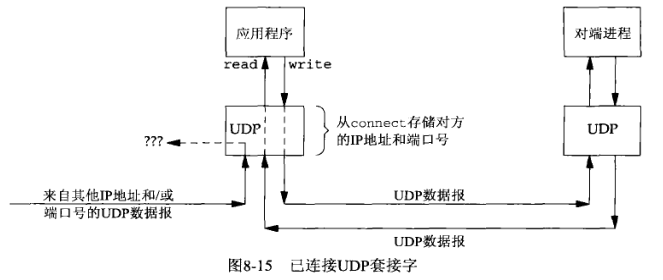 应用程序
对端进程
read
write
UDP
从connect存储对方
的IP地址和端口号
UDP
???
来自其他IP地址和/或
端口号的UDP数据报
UDP数据报
UDP数据报
图8-15 已连接UDP套接字